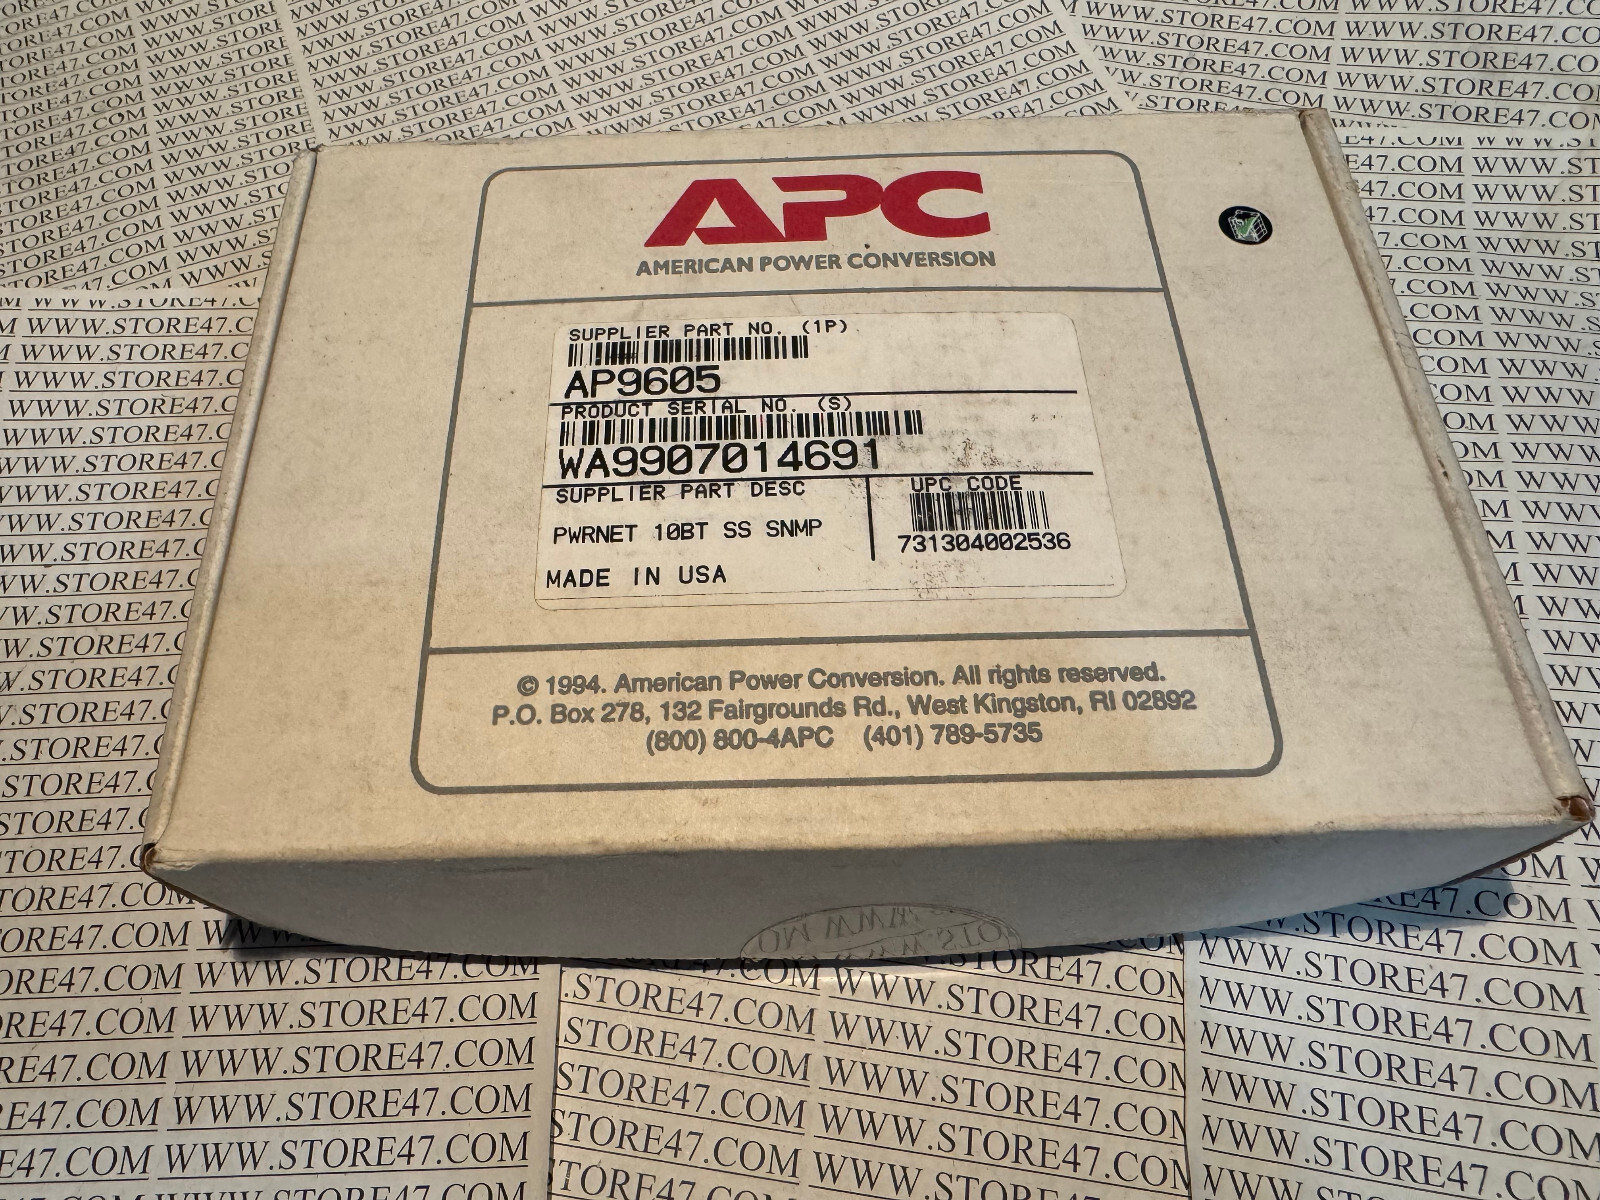 APC
AMERICAN POWER CONVERSION
SUPPLIER PART NO. (1P)
AP9605
PRODUCT SERIAL NO. (S)
WA9907014691
SUPPLIER PART DESC
PWRNET 10BT SS SNMP
UPC CODE
731304002536
MADE IN USA
© 1994. American Power Conversion. All rights reserved.
P.O. Box 278, 132 Fairgrounds Rd., West Kingston, RI 02892
(800) 800-4APC (401) 789-5735
WWW.STORE47.COM